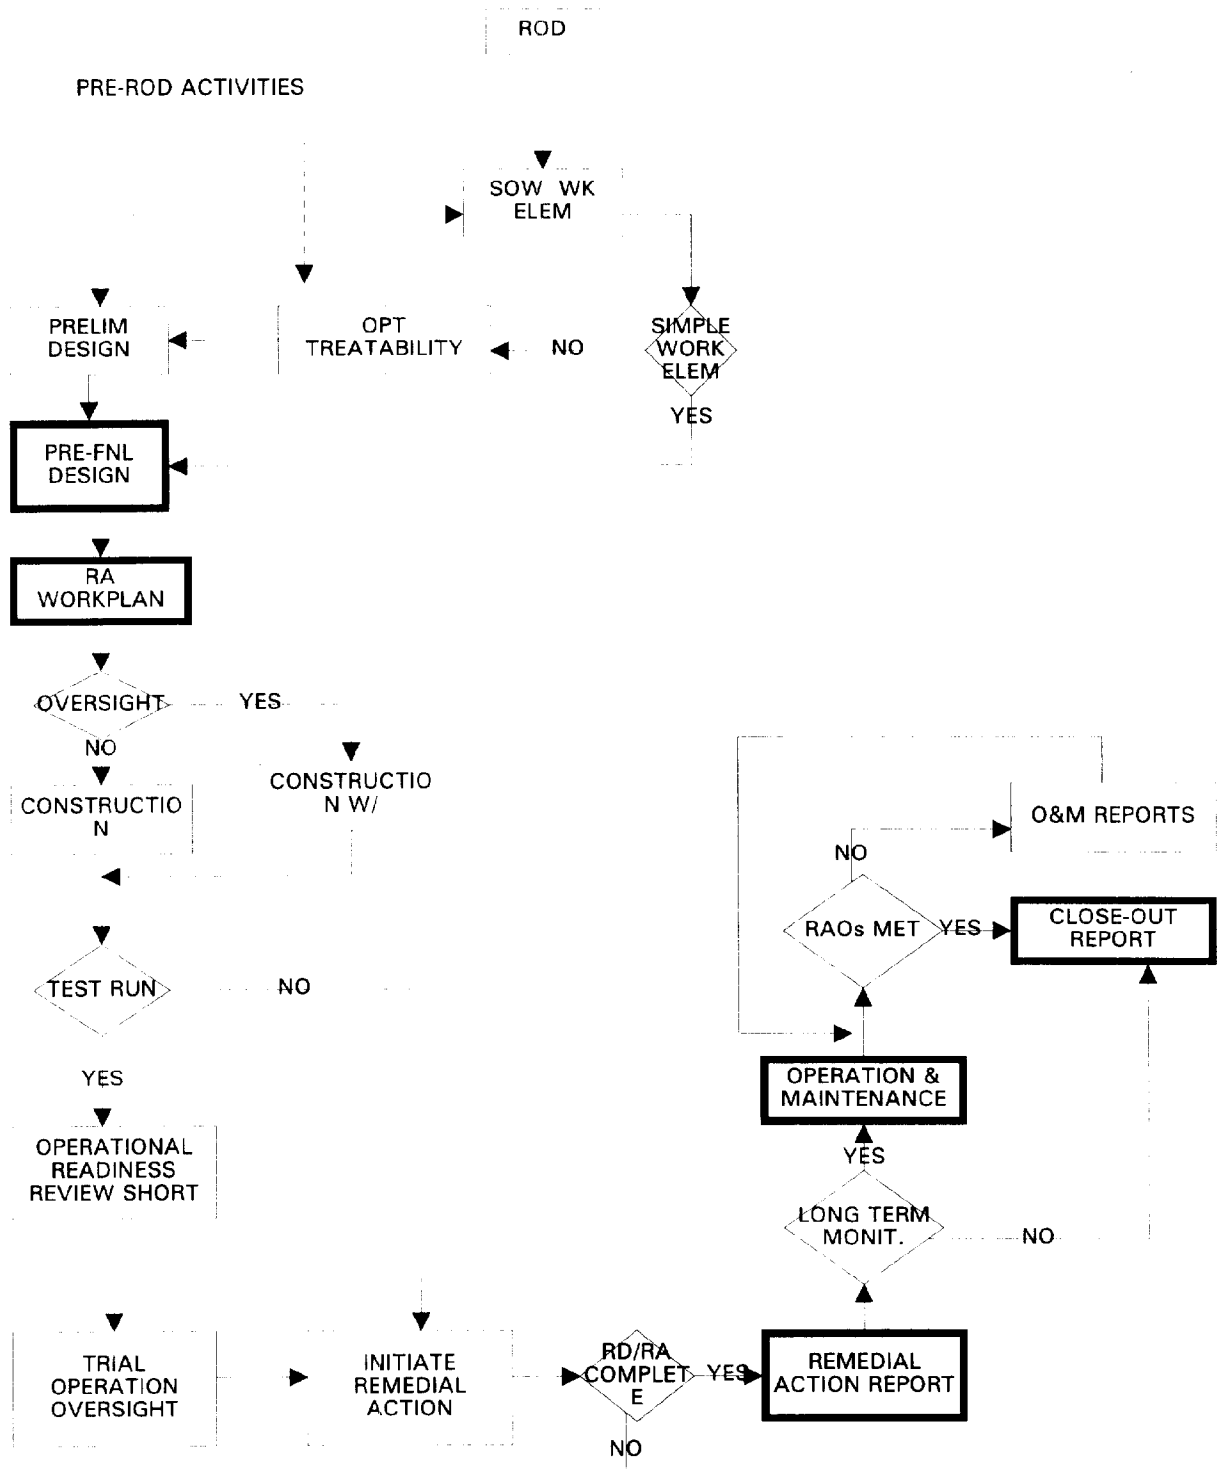 ROD
PRE-ROD ACTIVITIES
SOW WK
ELEM
PRELIM
DESIGN
OPT
TREATABILITY
NO
SIMPLE
WORK
ELEM
YES
PRE-FNL
DESIGN
RA
WORKPLAN
OVERSIGHT
YES
NO
CONSTRUCTIO
N
CONSTRUCTIO
N W/
O&M REPORTS
NO
RAOs MET
YES
CLOSE-OUT
REPORT
TEST RUN
NO
YES
OPERATION &
MAINTENANCE
OPERATIONAL
READINESS
REVIEW SHORT
YES
LONG TERM
MONIT.
NO
TRIAL
OPERATION
OVERSIGHT
INITIATE
REMEDIAL
ACTION
RD/RA
COMPLET
E
YES
REMEDIAL
ACTION REPORT
NO